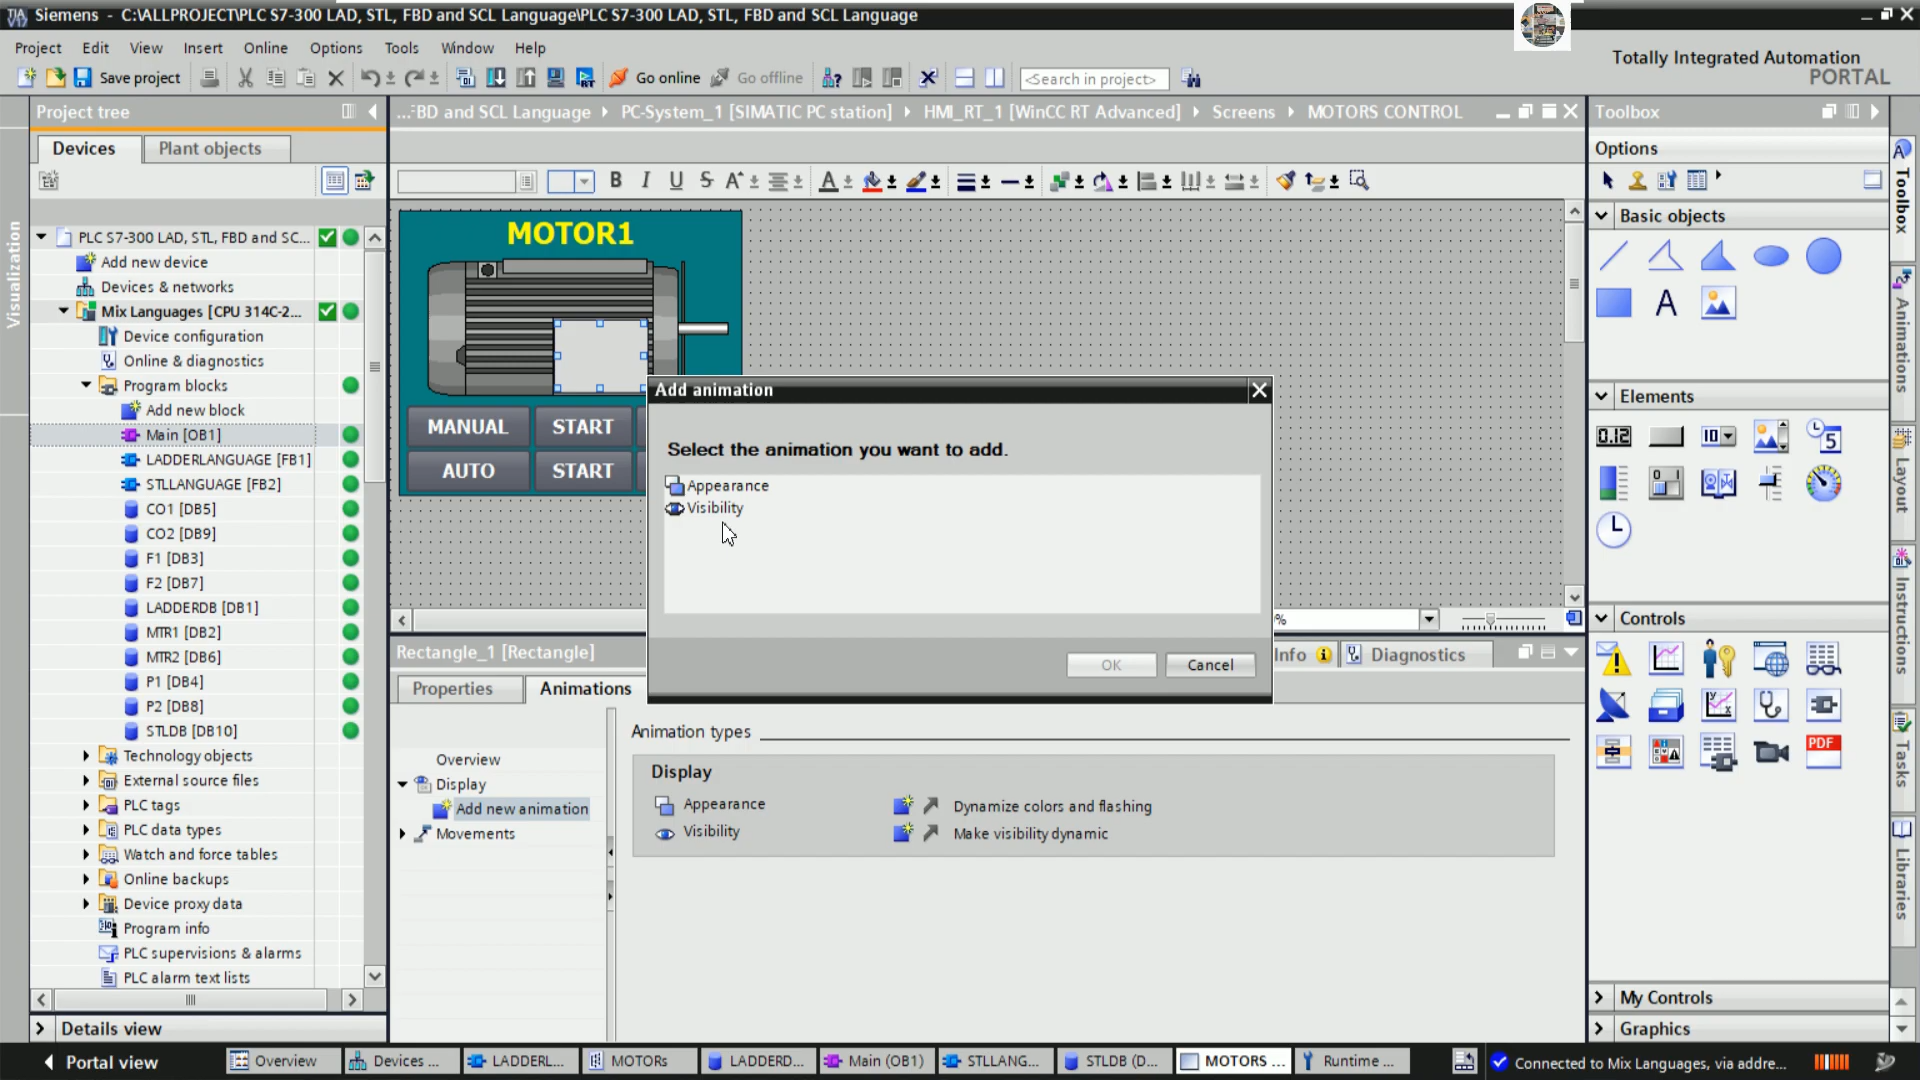 Siemens - C:\ALLPROJECT\PLC S7-300 LAD, STL, FBD and SCL Language\PLC S7-300 LAD, STL, FBD and SCL Language
Project Edit View Insert Online Options Tools Window Help
Totally Integrated Automation
PORTAL
Save project
Go online
Go offline
<Search in project>
Project tree
...FBD and SCL Language
PC-System_1 [SIMATIC PC station]
HMI_RT_1 [WinCC RT Advanced]
Screens
MOTORS CONTROL
Toolbox
Devices
Plant objects
Options
Visualization
PLC S7-300 LAD, STL, FBD and SC...
Add new device
Devices & networks
Mix Languages [CPU 314C-2...
Device configuration
Online & diagnostics
Program blocks
Add new block
Main [OB1]
LADDERLANGUAGE [FB1]
STLLANGUAGE [FB2]
CO1 [DB5]
CO2 [DB9]
F1 [DB3]
F2 [DB7]
LADDERDB [DB1]
MTR1 [DB2]
MTR2 [DB6]
P1 [DB4]
P2 [DB8]
STLDB [DB10]
Technology objects
External source files
PLC tags
PLC data types
Watch and force tables
Online backups
Device proxy data
Program info
PLC supervisions & alarms
PLC alarm text lists
Details view
MOTOR1
MANUAL START
AUTO START
Add animation
Select the animation you want to add.
Appearance
Visibility
OK
Cancel
%
Rectangle_1 [Rectangle]
Info
Diagnostics
Properties
Animations
Overview
Display
Add new animation
Movements
Animation types
Display
Appearance
Dynamize colors and flashing
Visibility
Make visibility dynamic
Basic objects
A
Elements
0.12
10
5
Controls
PDF
My Controls
Graphics
Toolbox
Animations
Layout
Instructions
Tasks
Libraries
Portal view
Overview
Devices ...
LADDERL...
MOTORs
LADDERD...
Main (OB1)
STLLANG...
STLDB (D...
MOTORS ...
Runtime ...
Connected to Mix Languages, via addre...